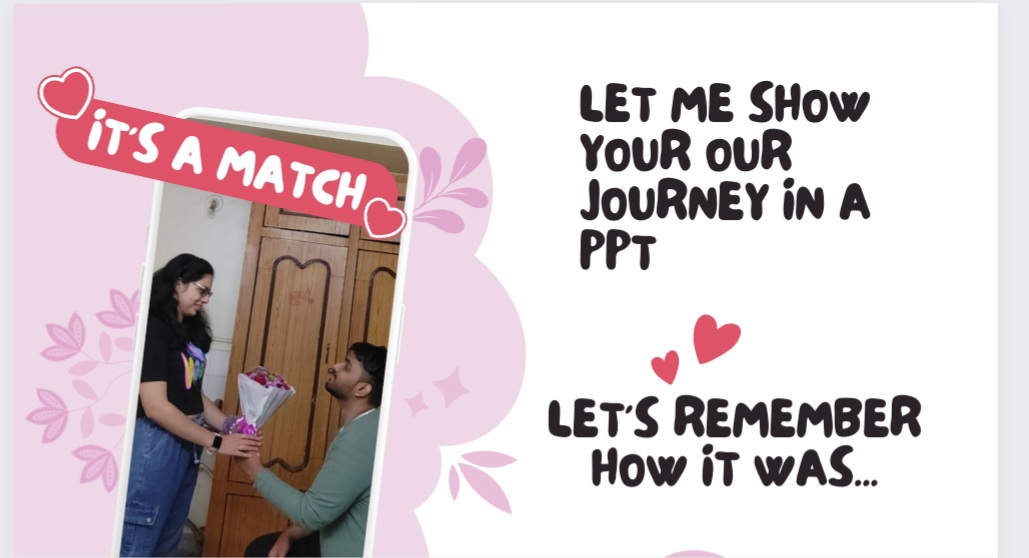 iT'S A MATCH
LET ME SHOW
YOUR OUR
JOURNEY iN A
PPT
LET'S REMEMBER
HOW iT WAS...